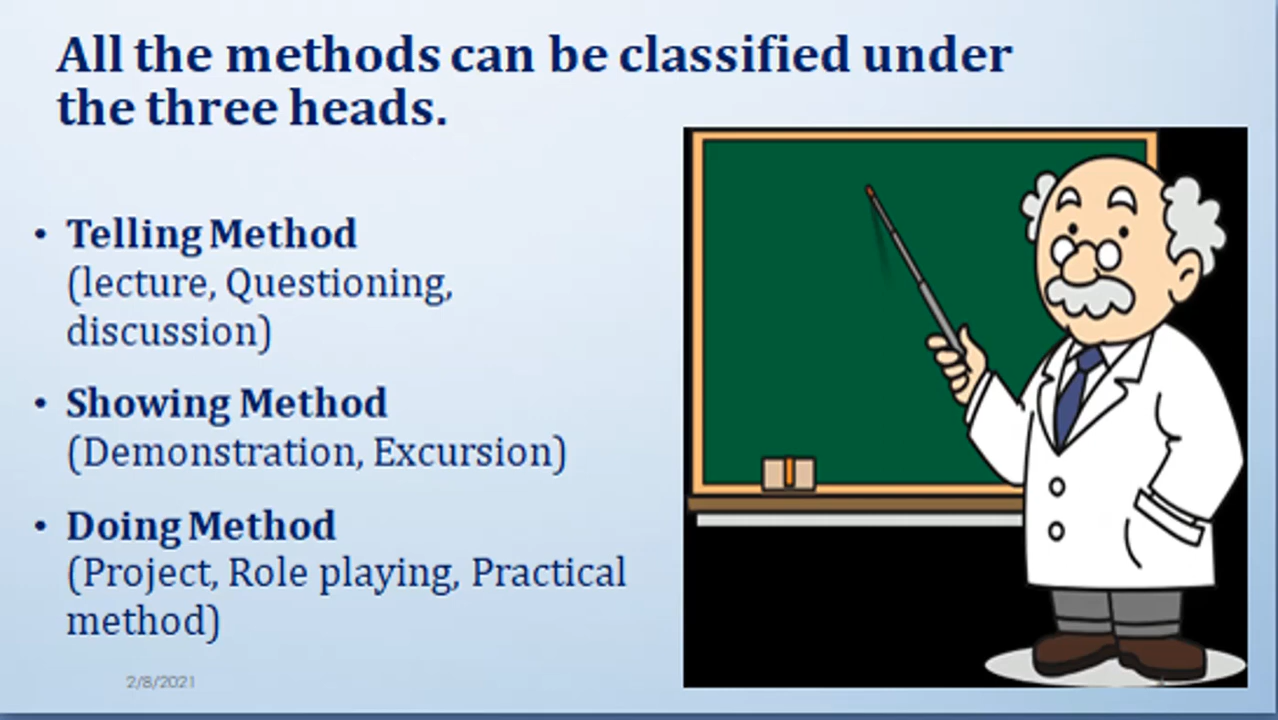 All the methods can be classified under
the three heads.
• Telling Method
(lecture, Questioning,
discussion)
• Showing Method
(Demonstration, Excursion)
• Doing Method
(Project, Role playing, Practical
method)
2/8/2021